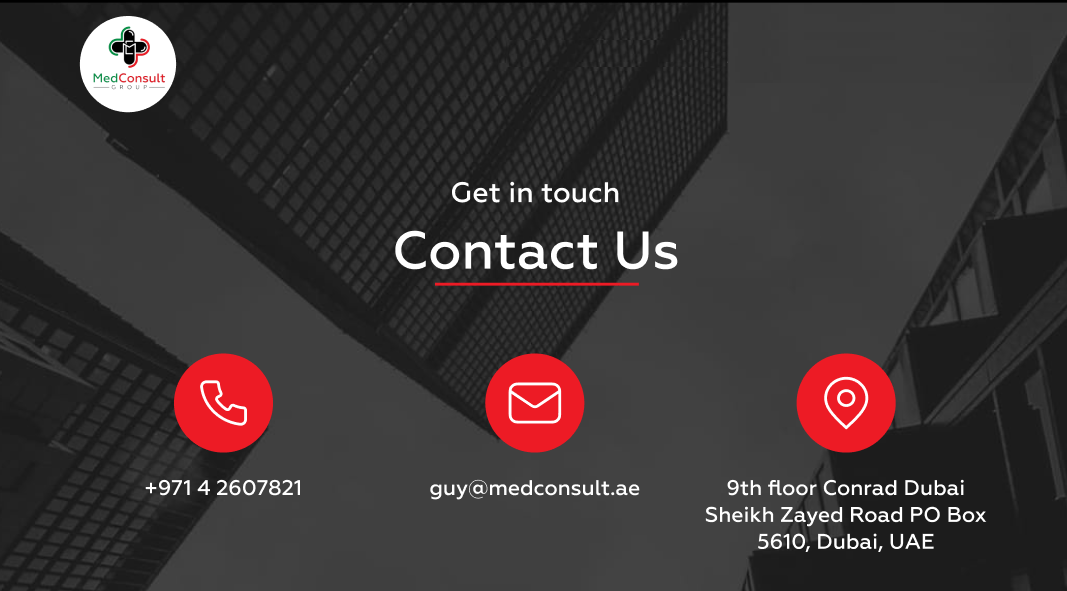 MedConsult
GROUP
Get in touch
Contact Us
+971 4 2607821
guy@medconsult.ae
9th floor Conrad Dubai
Sheikh Zayed Road PO Box
5610, Dubai, UAE